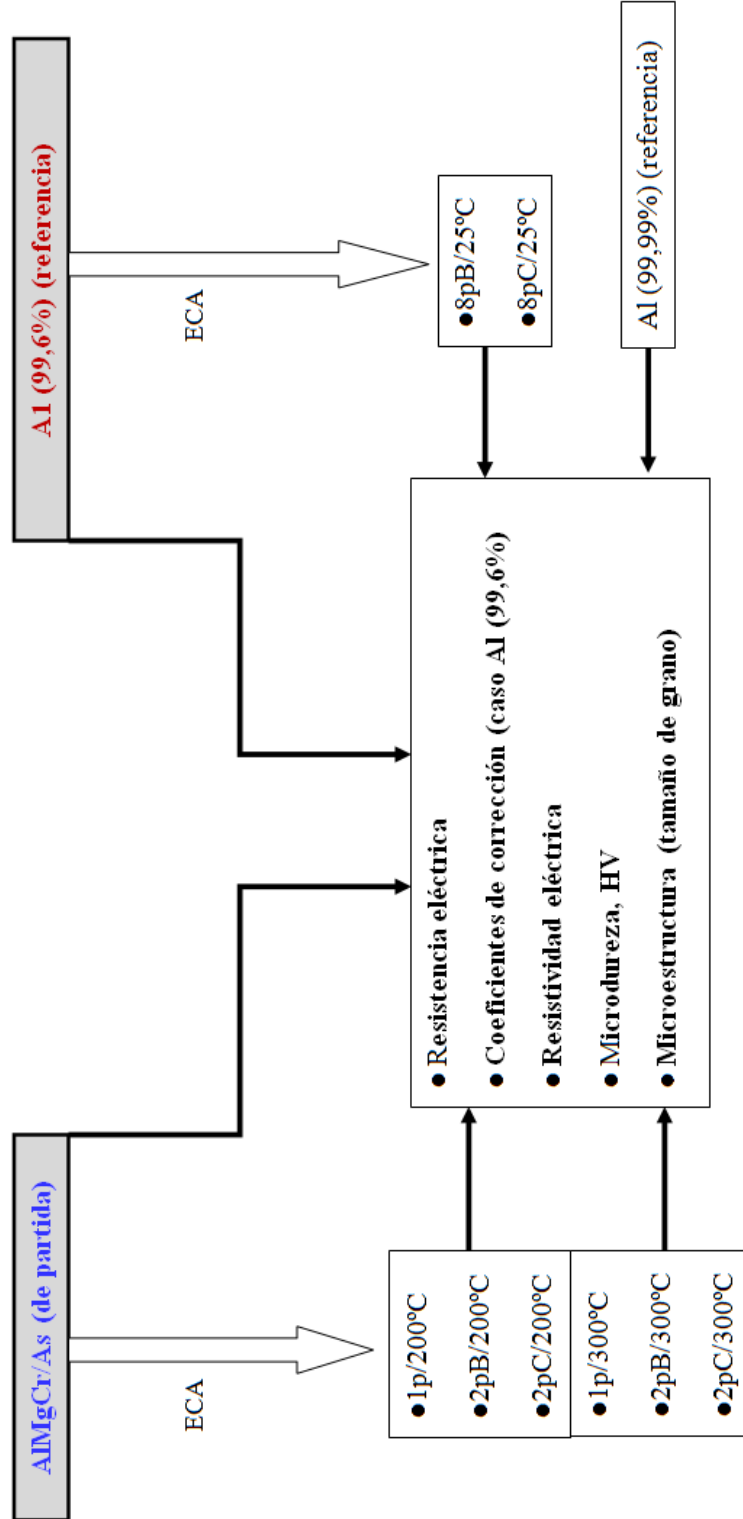 AlMgCr/As (de partida)
A1 (99,6%) (referencia)
ECA
ECA
●1p/200ºC
●2pB/200ºC
●2pC/200ºC
●1p/300ºC
●2pB/300ºC
●2pC/300ºC
● Resistencia eléctrica
● Coeficientes de corrección (caso Al (99,6%)
● Resistividad eléctrica
● Microdureza, HV
● Microestructura (tamaño de grano)
●8pB/25ºC
●8pC/25ºC
Al (99,99%) (referencia)